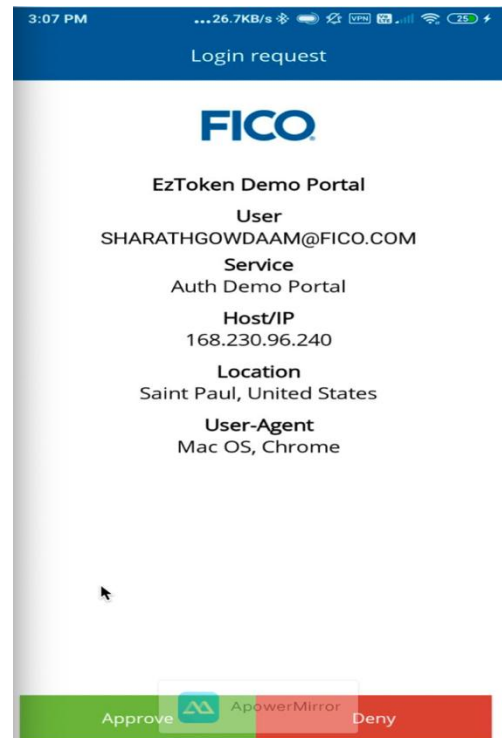 3:07 PM ...26.7KB/s VPN 25
Login request
FICO
EzToken Demo Portal
User
SHARATHGOWDAAM@FICO.COM
Service
Auth Demo Portal
Host/IP
168.230.96.240
Location
Saint Paul, United States
User-Agent
Mac OS, Chrome
ApowerMirror
Approve Deny